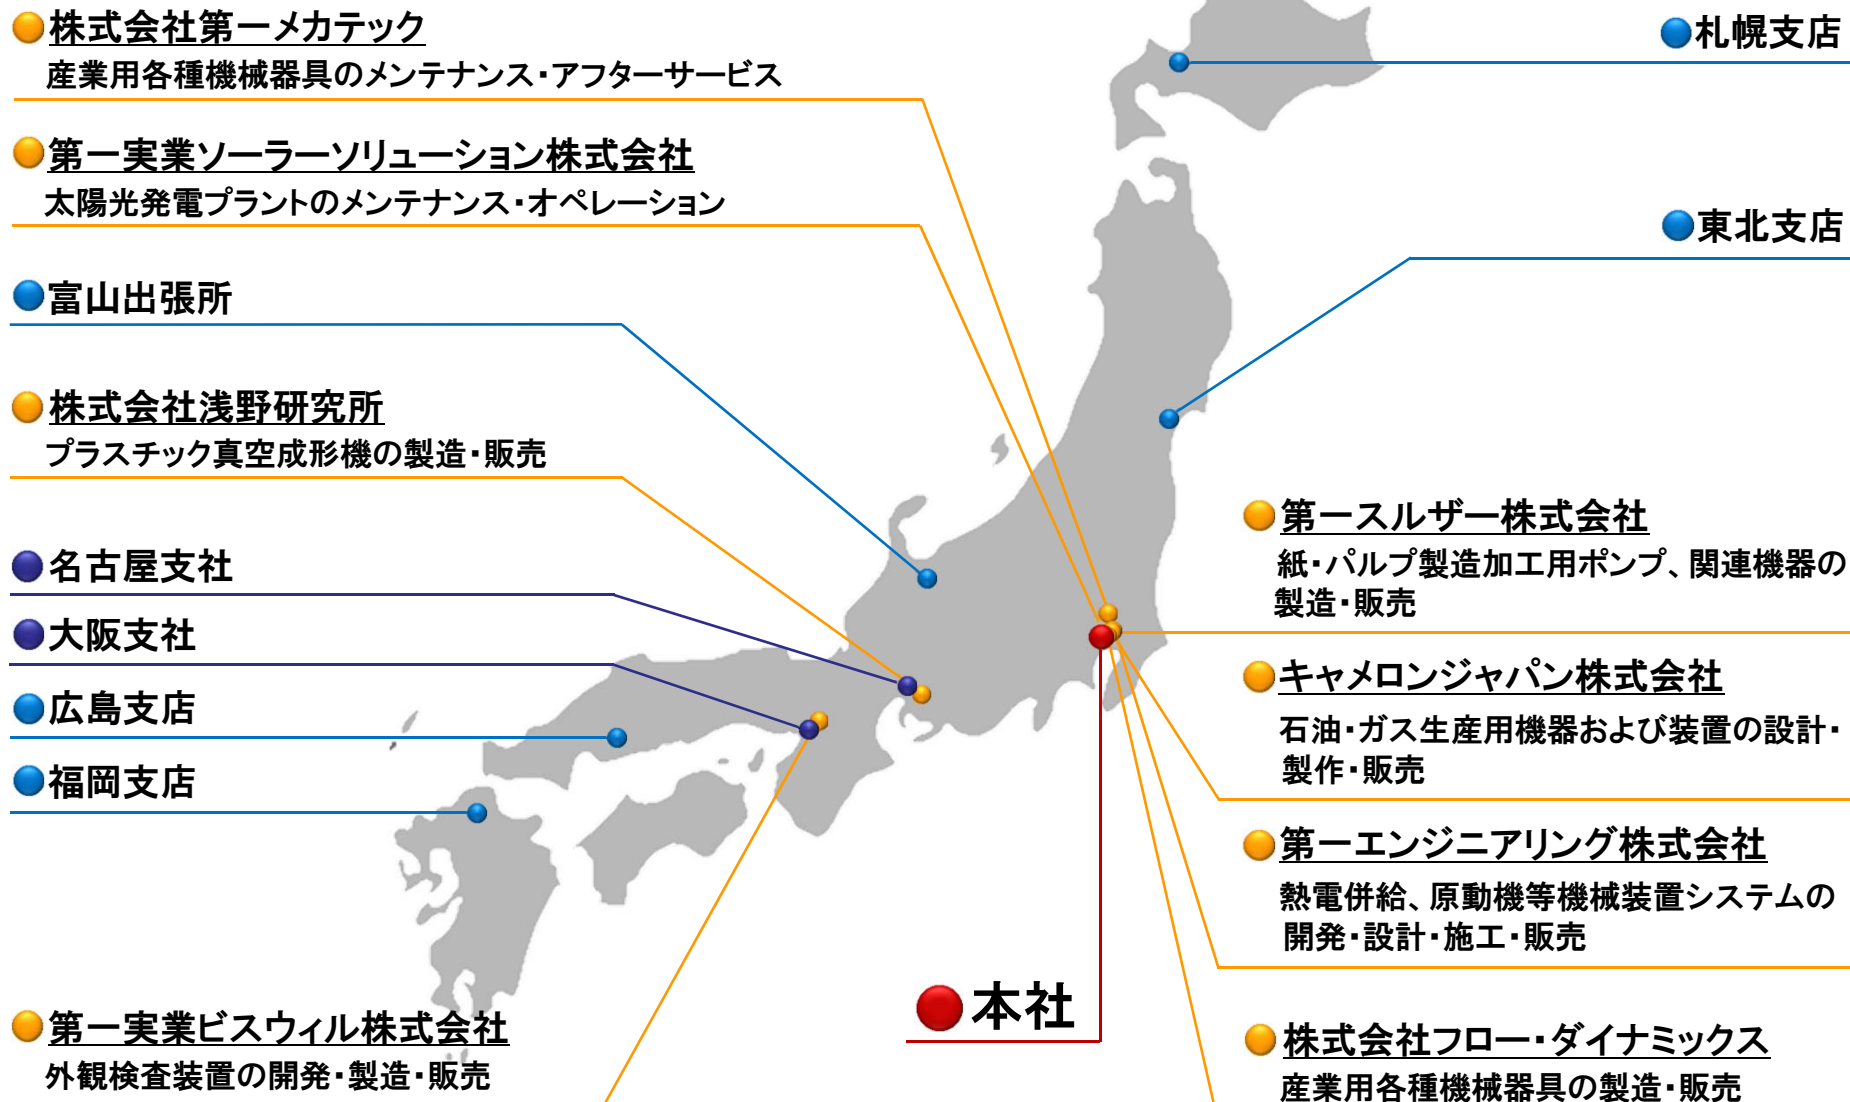 株式会社第一メカテック
産業用各種機械器具のメンテナンス・アフターサービス
第一実業ソーラーソリューション株式会社
太陽光発電プラントのメンテナンス・オペレーション
富山出張所
株式会社浅野研究所
プラスチック真空成形機の製造・販売
名古屋支社
大阪支社
広島支店
福岡支店
第一実業ビスウィル株式会社
外観検査装置の開発・製造・販売
本社
札幌支店
東北支店
第一スルザー株式会社
紙・パルプ製造加工用ポンプ、関連機器の
製造・販売
キャメロンジャパン株式会社
石油・ガス生産用機器および装置の設計・
製作・販売
第一エンジニアリング株式会社
熱電併給、原動機等機械装置システムの
開発・設計・施工・販売
株式会社フロー・ダイナミックス
産業用各種機械器具の製造・販売